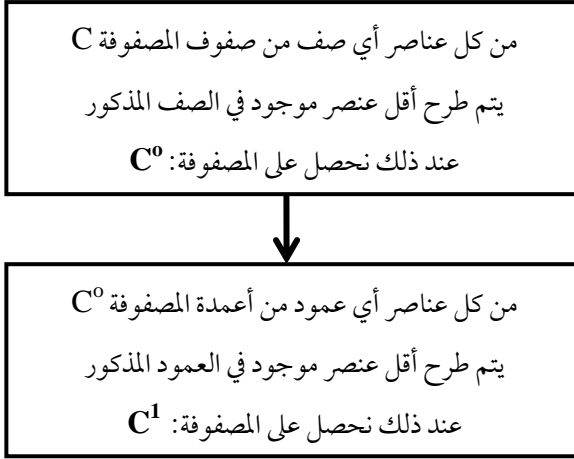 من كل عناصر أي صف من صفوف المصفوفة C
يتم طرح أقل عنصر موجود في الصف المذكور
عند ذلك نحصل على المصفوفة: Cº
من كل عناصر أي عمود من أعمدة المصفوفة Cº
يتم طرح أقل عنصر موجود في العمود المذكور
عند ذلك نحصل على المصفوفة: C¹